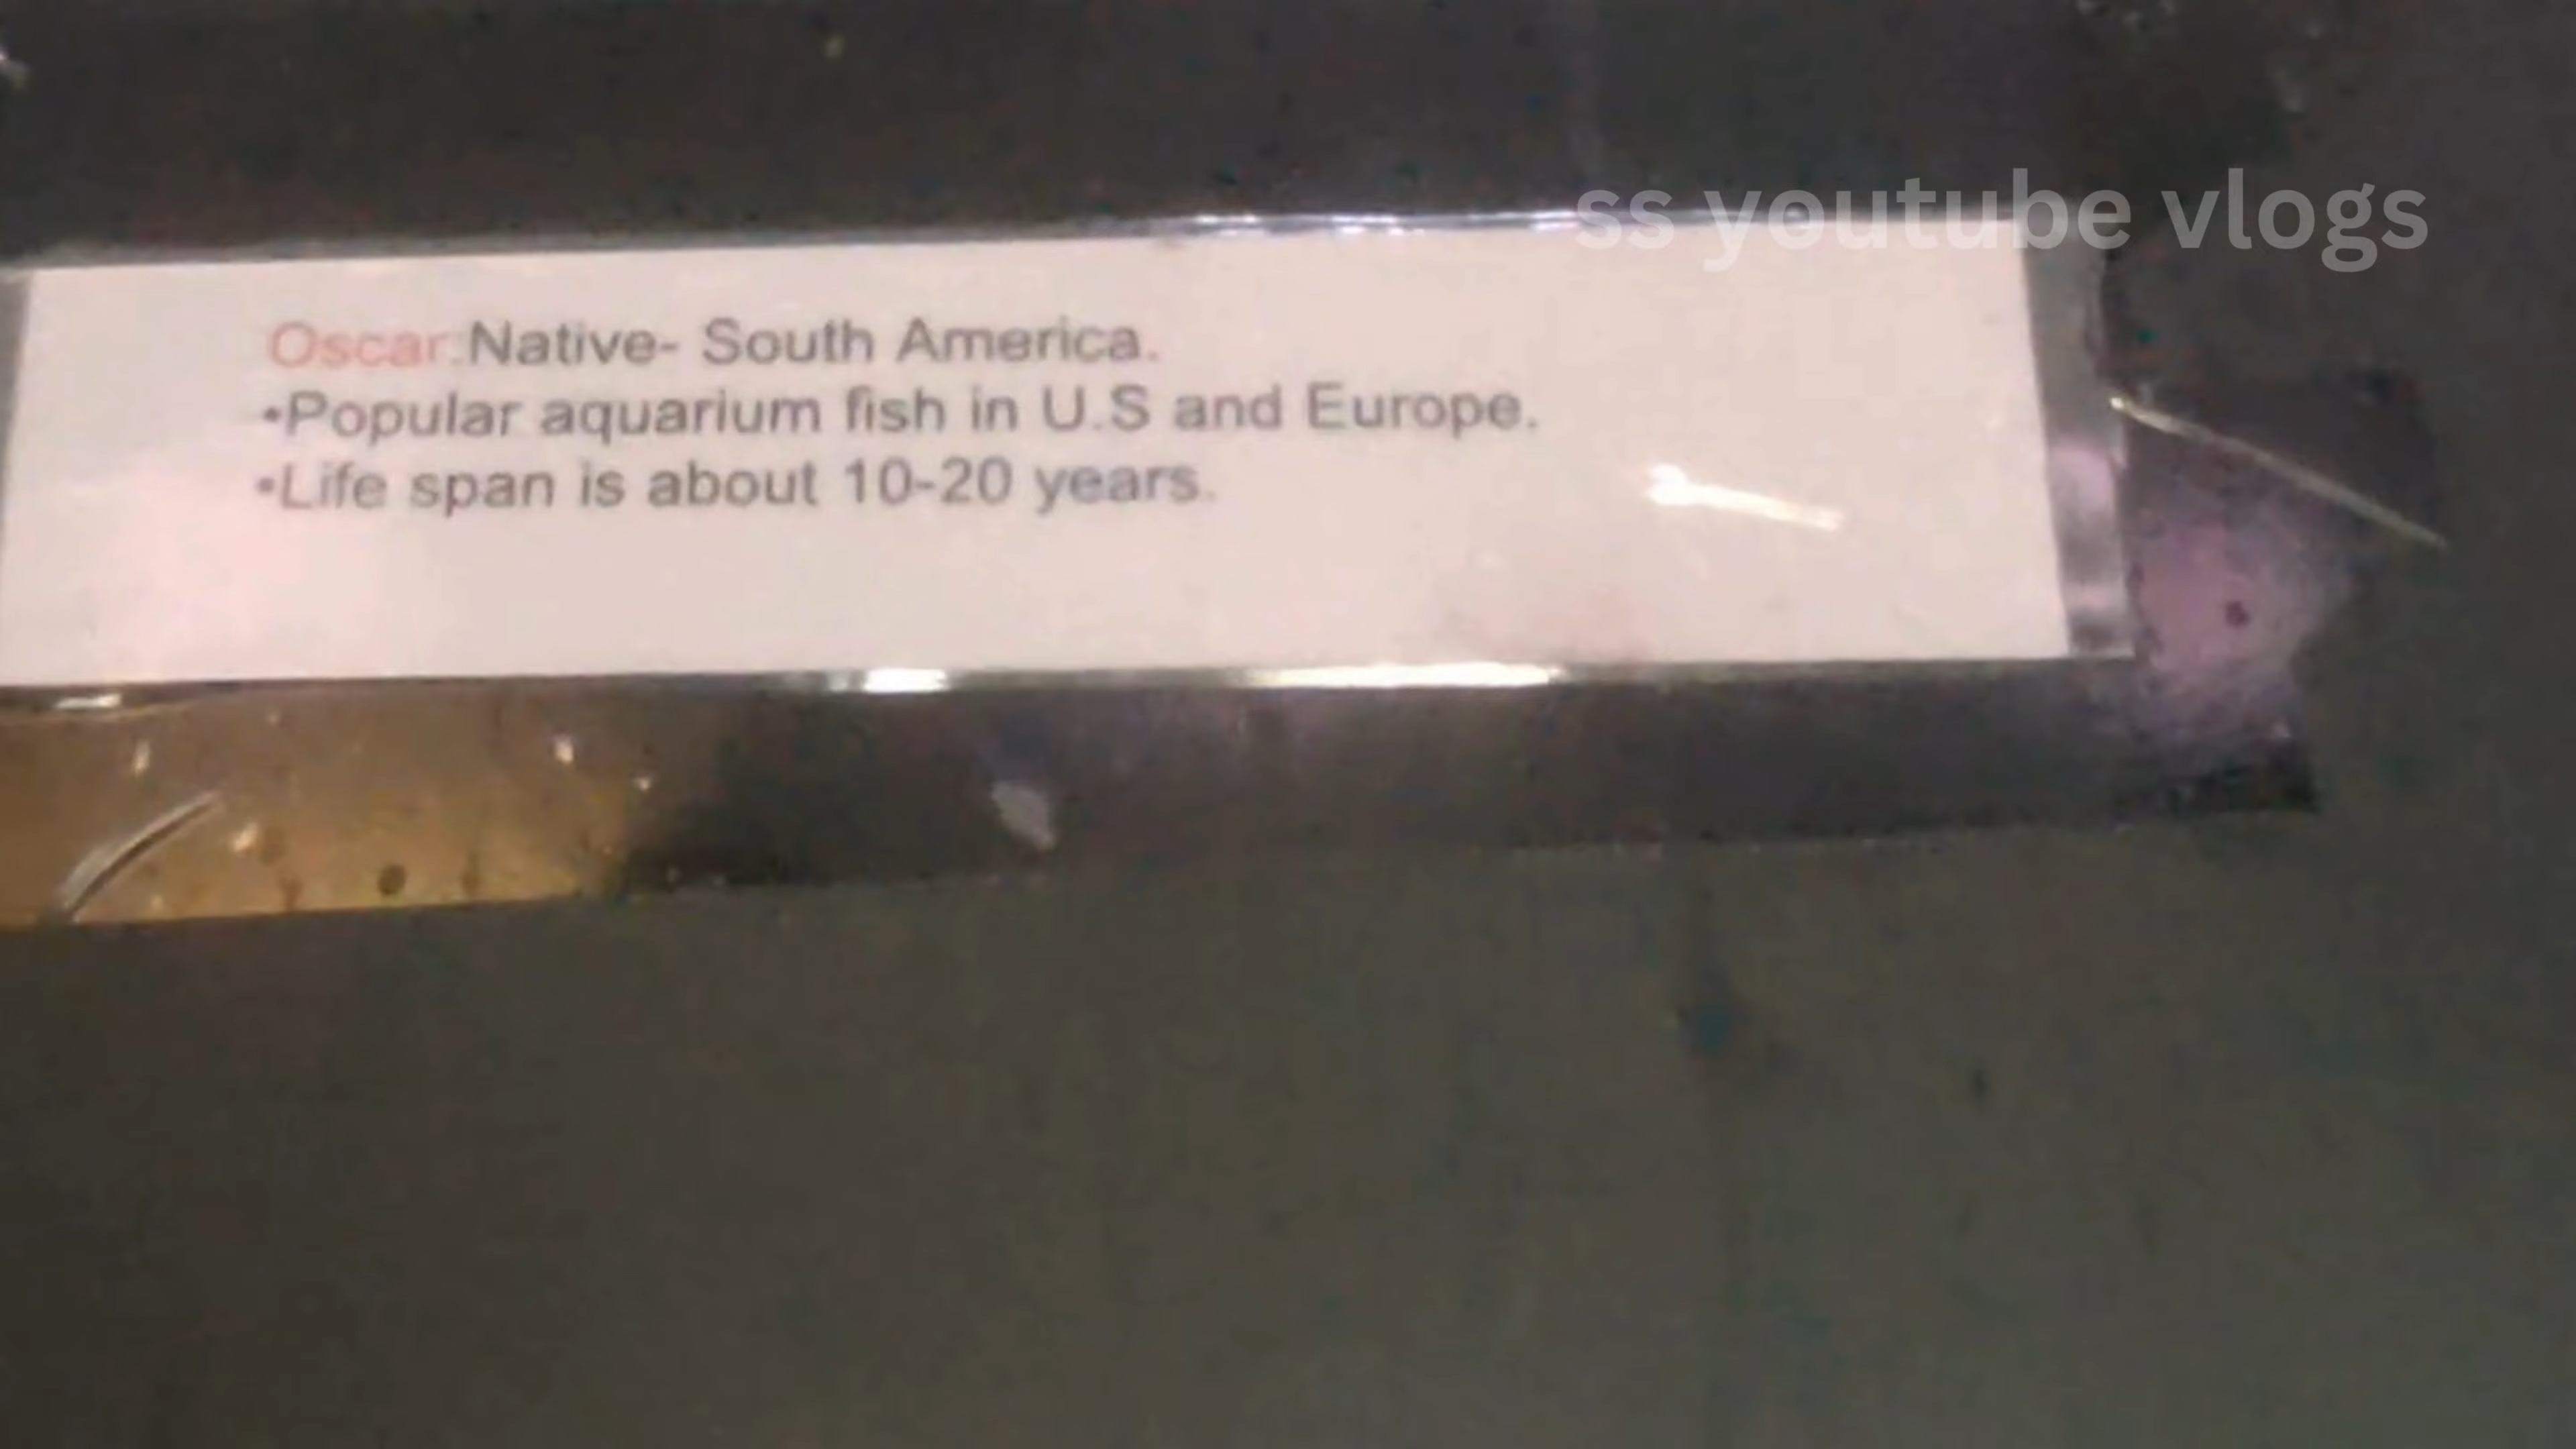 ss youtube vlogs
Oscar:Native- South America.
•Popular aquarium fish in U.S and Europe.
•Life span is about 10-20 years.